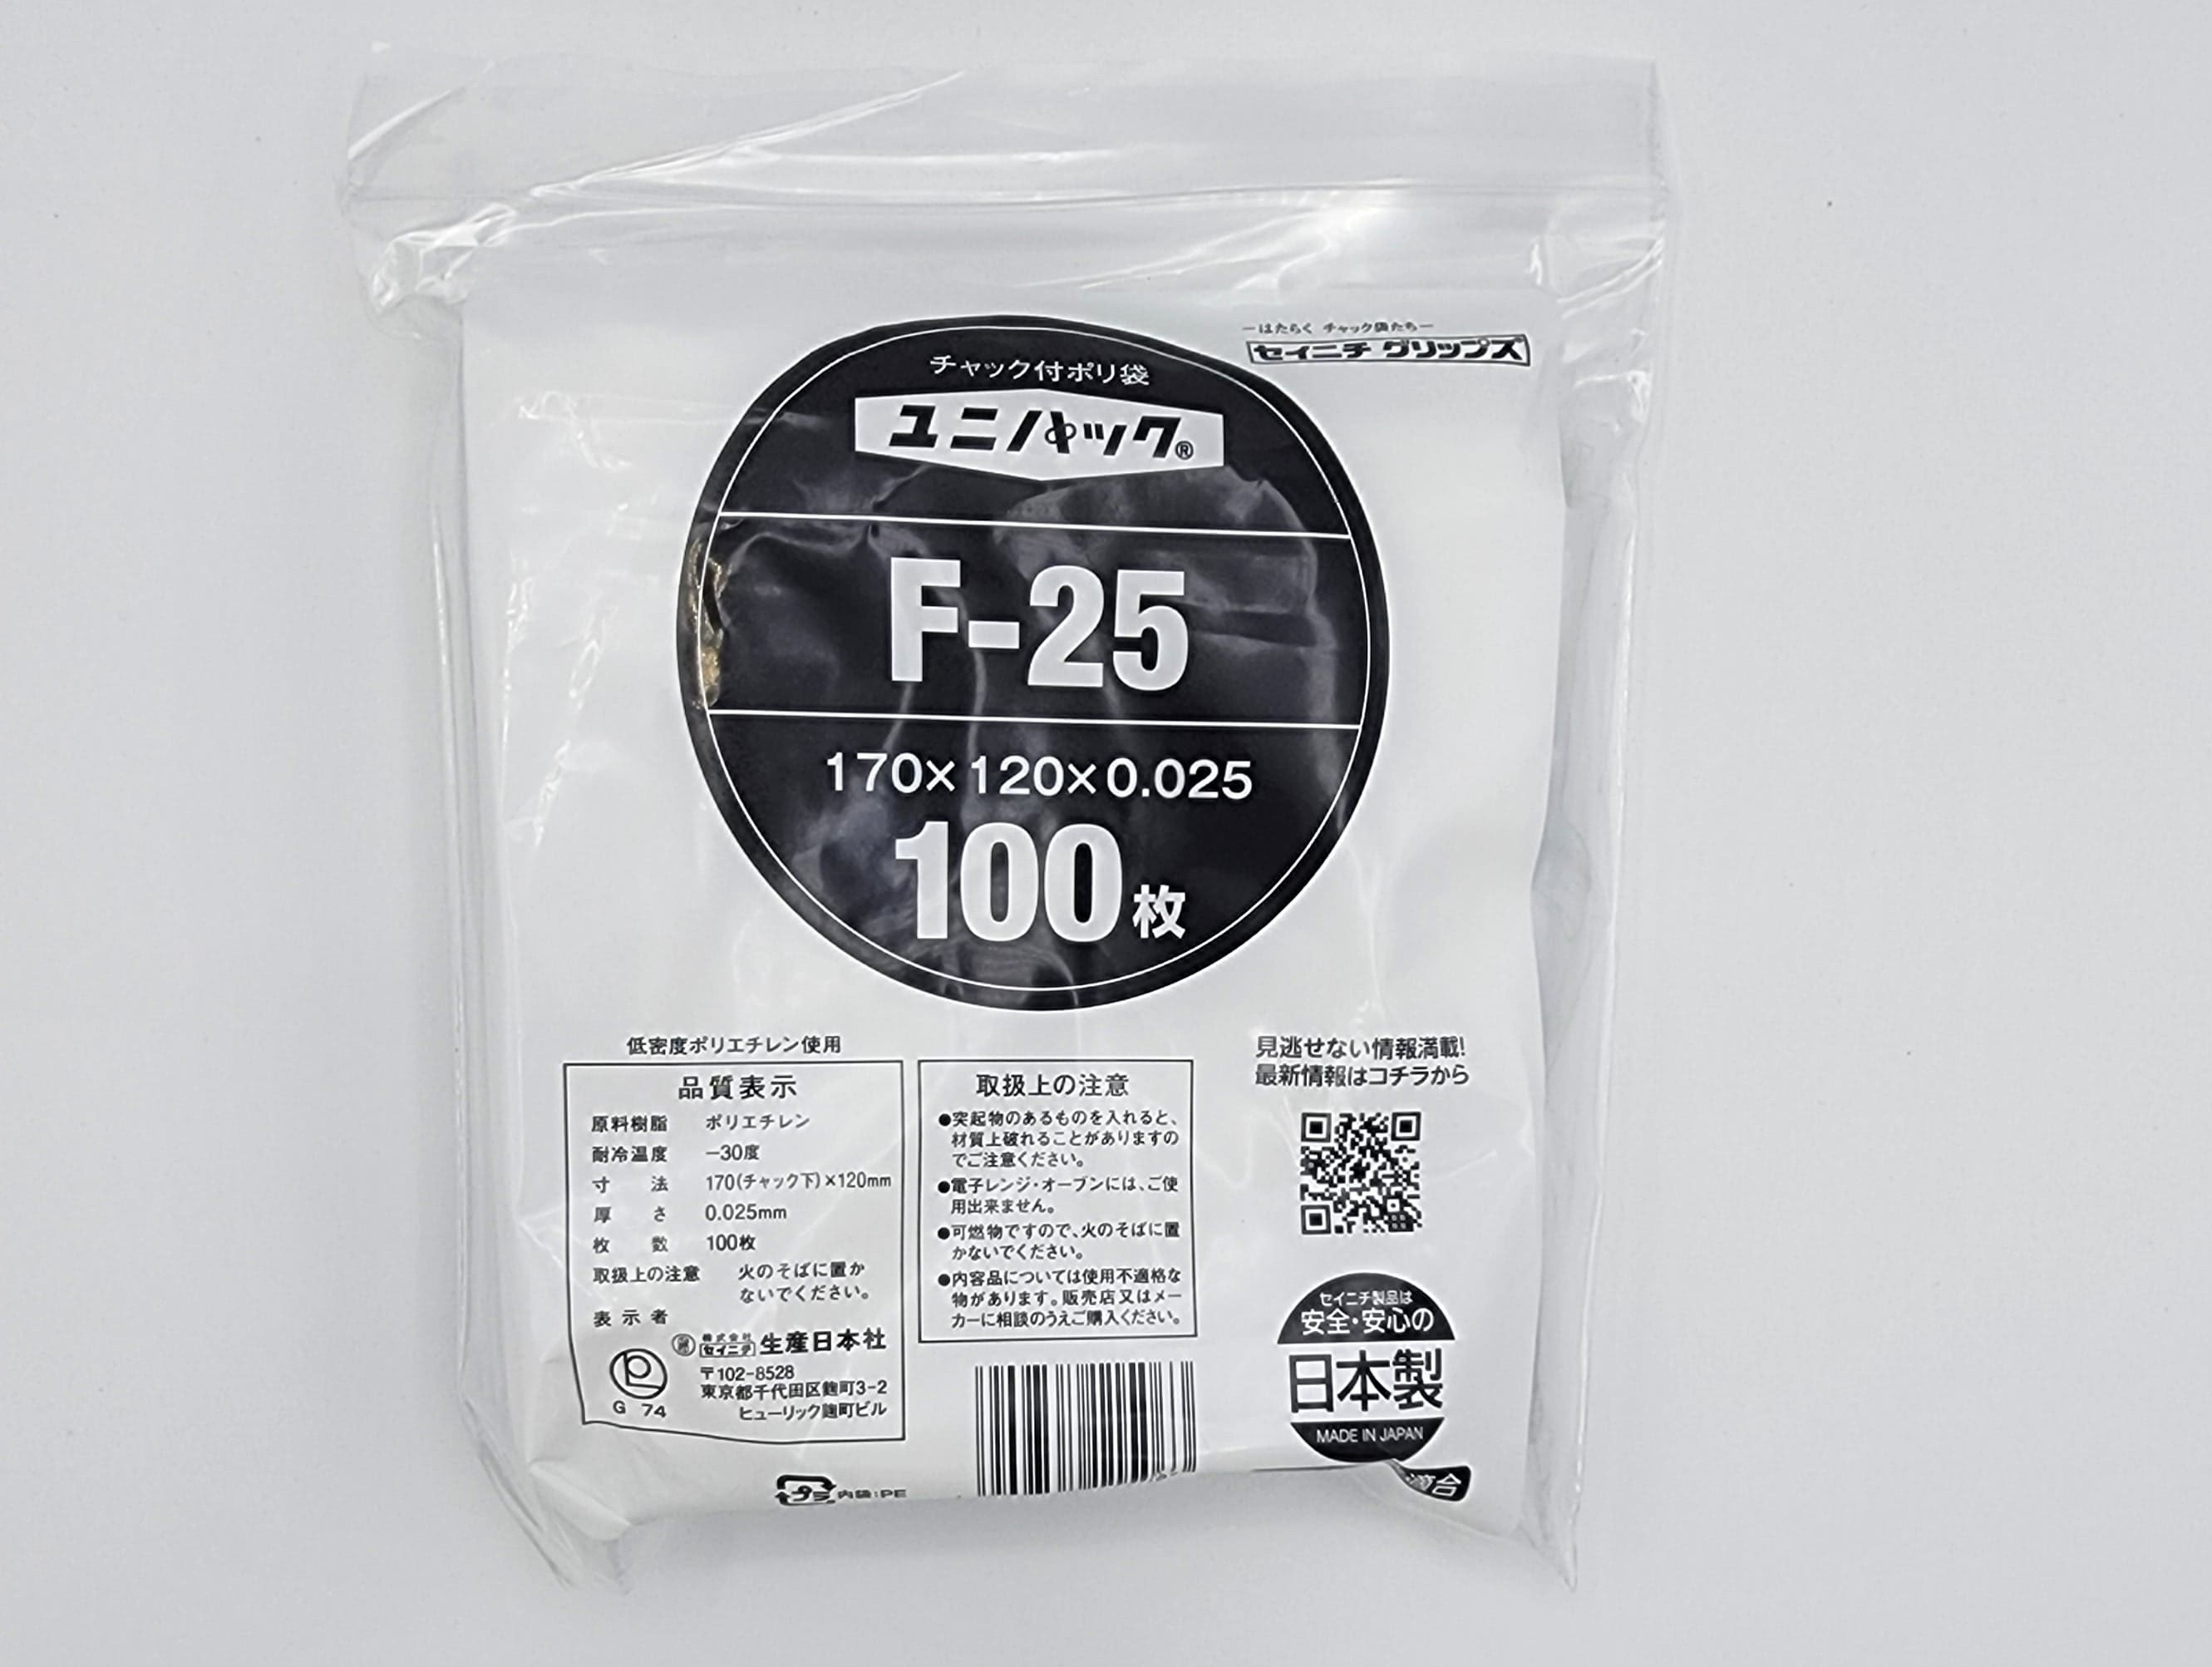 —はたらく チャック袋たち—
セイニチ グリップス
チャック付ポリ袋
ユニパック®
F-25
170×120×0.025
100枚
低密度ポリエチレン使用
品質表示
原料樹脂 ポリエチレン
耐冷温度 −30度
寸 法 170(チャック下)×120mm
厚 さ 0.025mm
枚 数 100枚
取扱上の注意 火のそばに置か
ないでください。
表示者
株式会社
セイニチ 生産日本社
〒102-8528
東京都千代田区麹町3-2
ヒューリック麹町ビル
G 74
プラ 内袋:PE
取扱上の注意
●突起物のあるものを入れると、
材質上破れることがありますの
でご注意ください。
●電子レンジ・オーブンには、ご使
用出来ません。
●可燃物ですので、火のそばに置
かないでください。
●内容品については使用不適格な
物があります。販売店又はメー
カーに相談のうえご購入ください。
見逃せない情報満載!
最新情報はコチラから
セイニチ製品は
安全・安心の
日本製
MADE IN JAPAN
適合